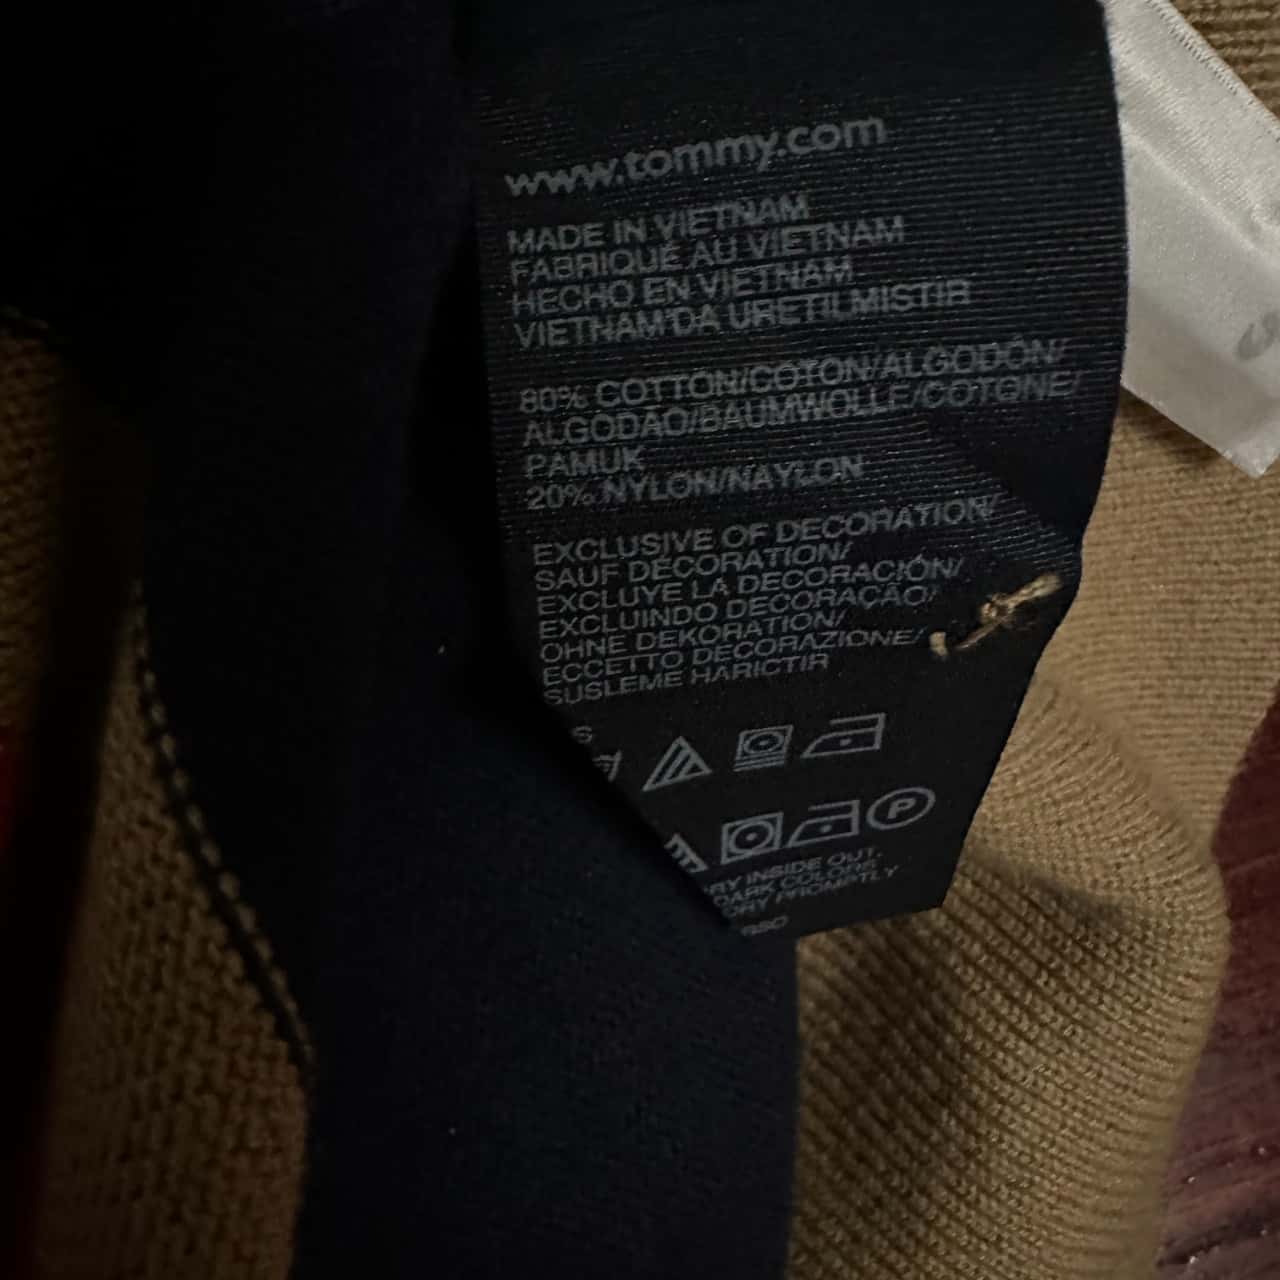 www.tommy.com
MADE IN VIETNAM
FABRIQUÉ AU VIETNAM
HECHO EN VIETNAM
VIETNAM'DA URETILMISTIR
80% COTTON/COTON/ALGODÓN/
ALGODAO/BAUMWOLLE/COTONE/
PAMUK
20% NYLON/NAYLON
EXCLUSIVE OF DECORATION/
SAUF DECORATION/
EXCLUYE LA DECORACIÓN/
EXCLUINDO DECORAÇÃO/
OHNE DEKORATION/
ECCETTO DECORAZIONE/
SUSLEME HARICTIR
S
P
INSIDE OUT.
DARK COLORS
DRY PROMPTLY